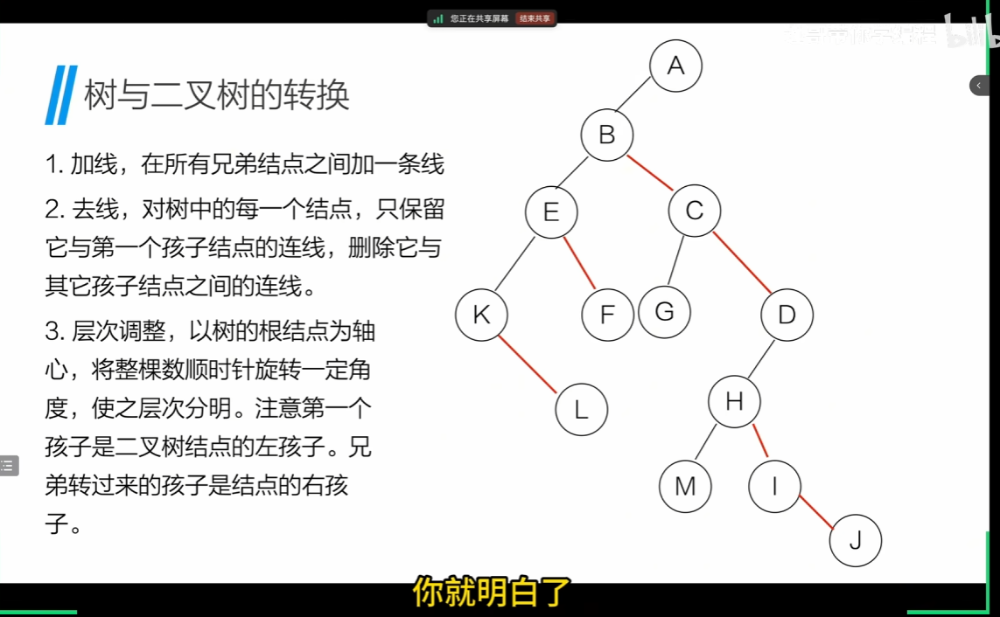 您正在共享屏幕 结束共享
树与二叉树的转换
1. 加线，在所有兄弟结点之间加一条线
2. 去线，对树中的每一个结点，只保留
它与第一个孩子结点的连线，删除它与
其它孩子结点之间的连线。
3. 层次调整，以树的根结点为轴
心，将整棵数顺时针旋转一定角
度，使之层次分明。注意第一个
孩子是二叉树结点的左孩子。兄
弟转过来的孩子是结点的右孩
子。
A
B
E
C
K
F
G
D
L
H
M
I
J
你就明白了